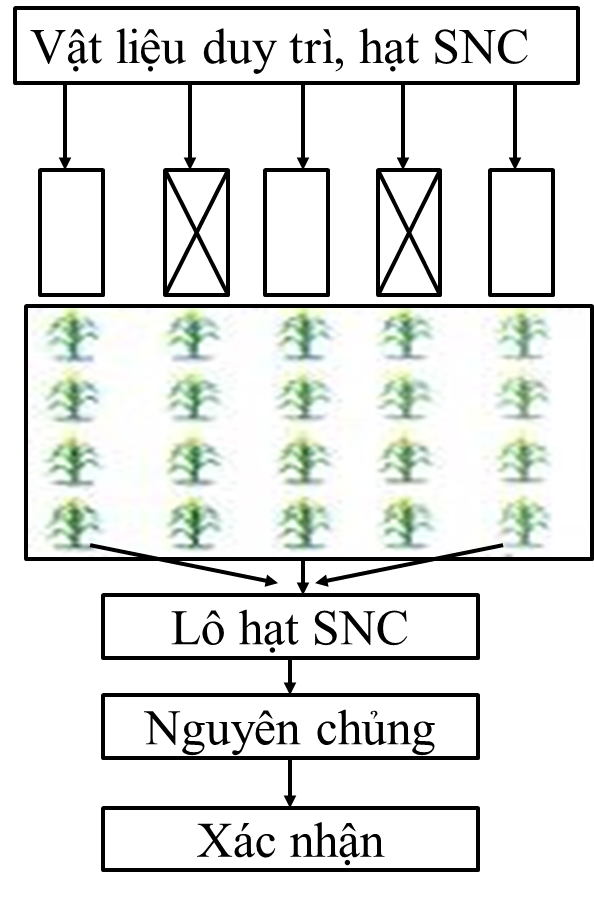 Vật liệu duy trì, hạt SNC
Lô hạt SNC
Nguyên chủng
Xác nhận